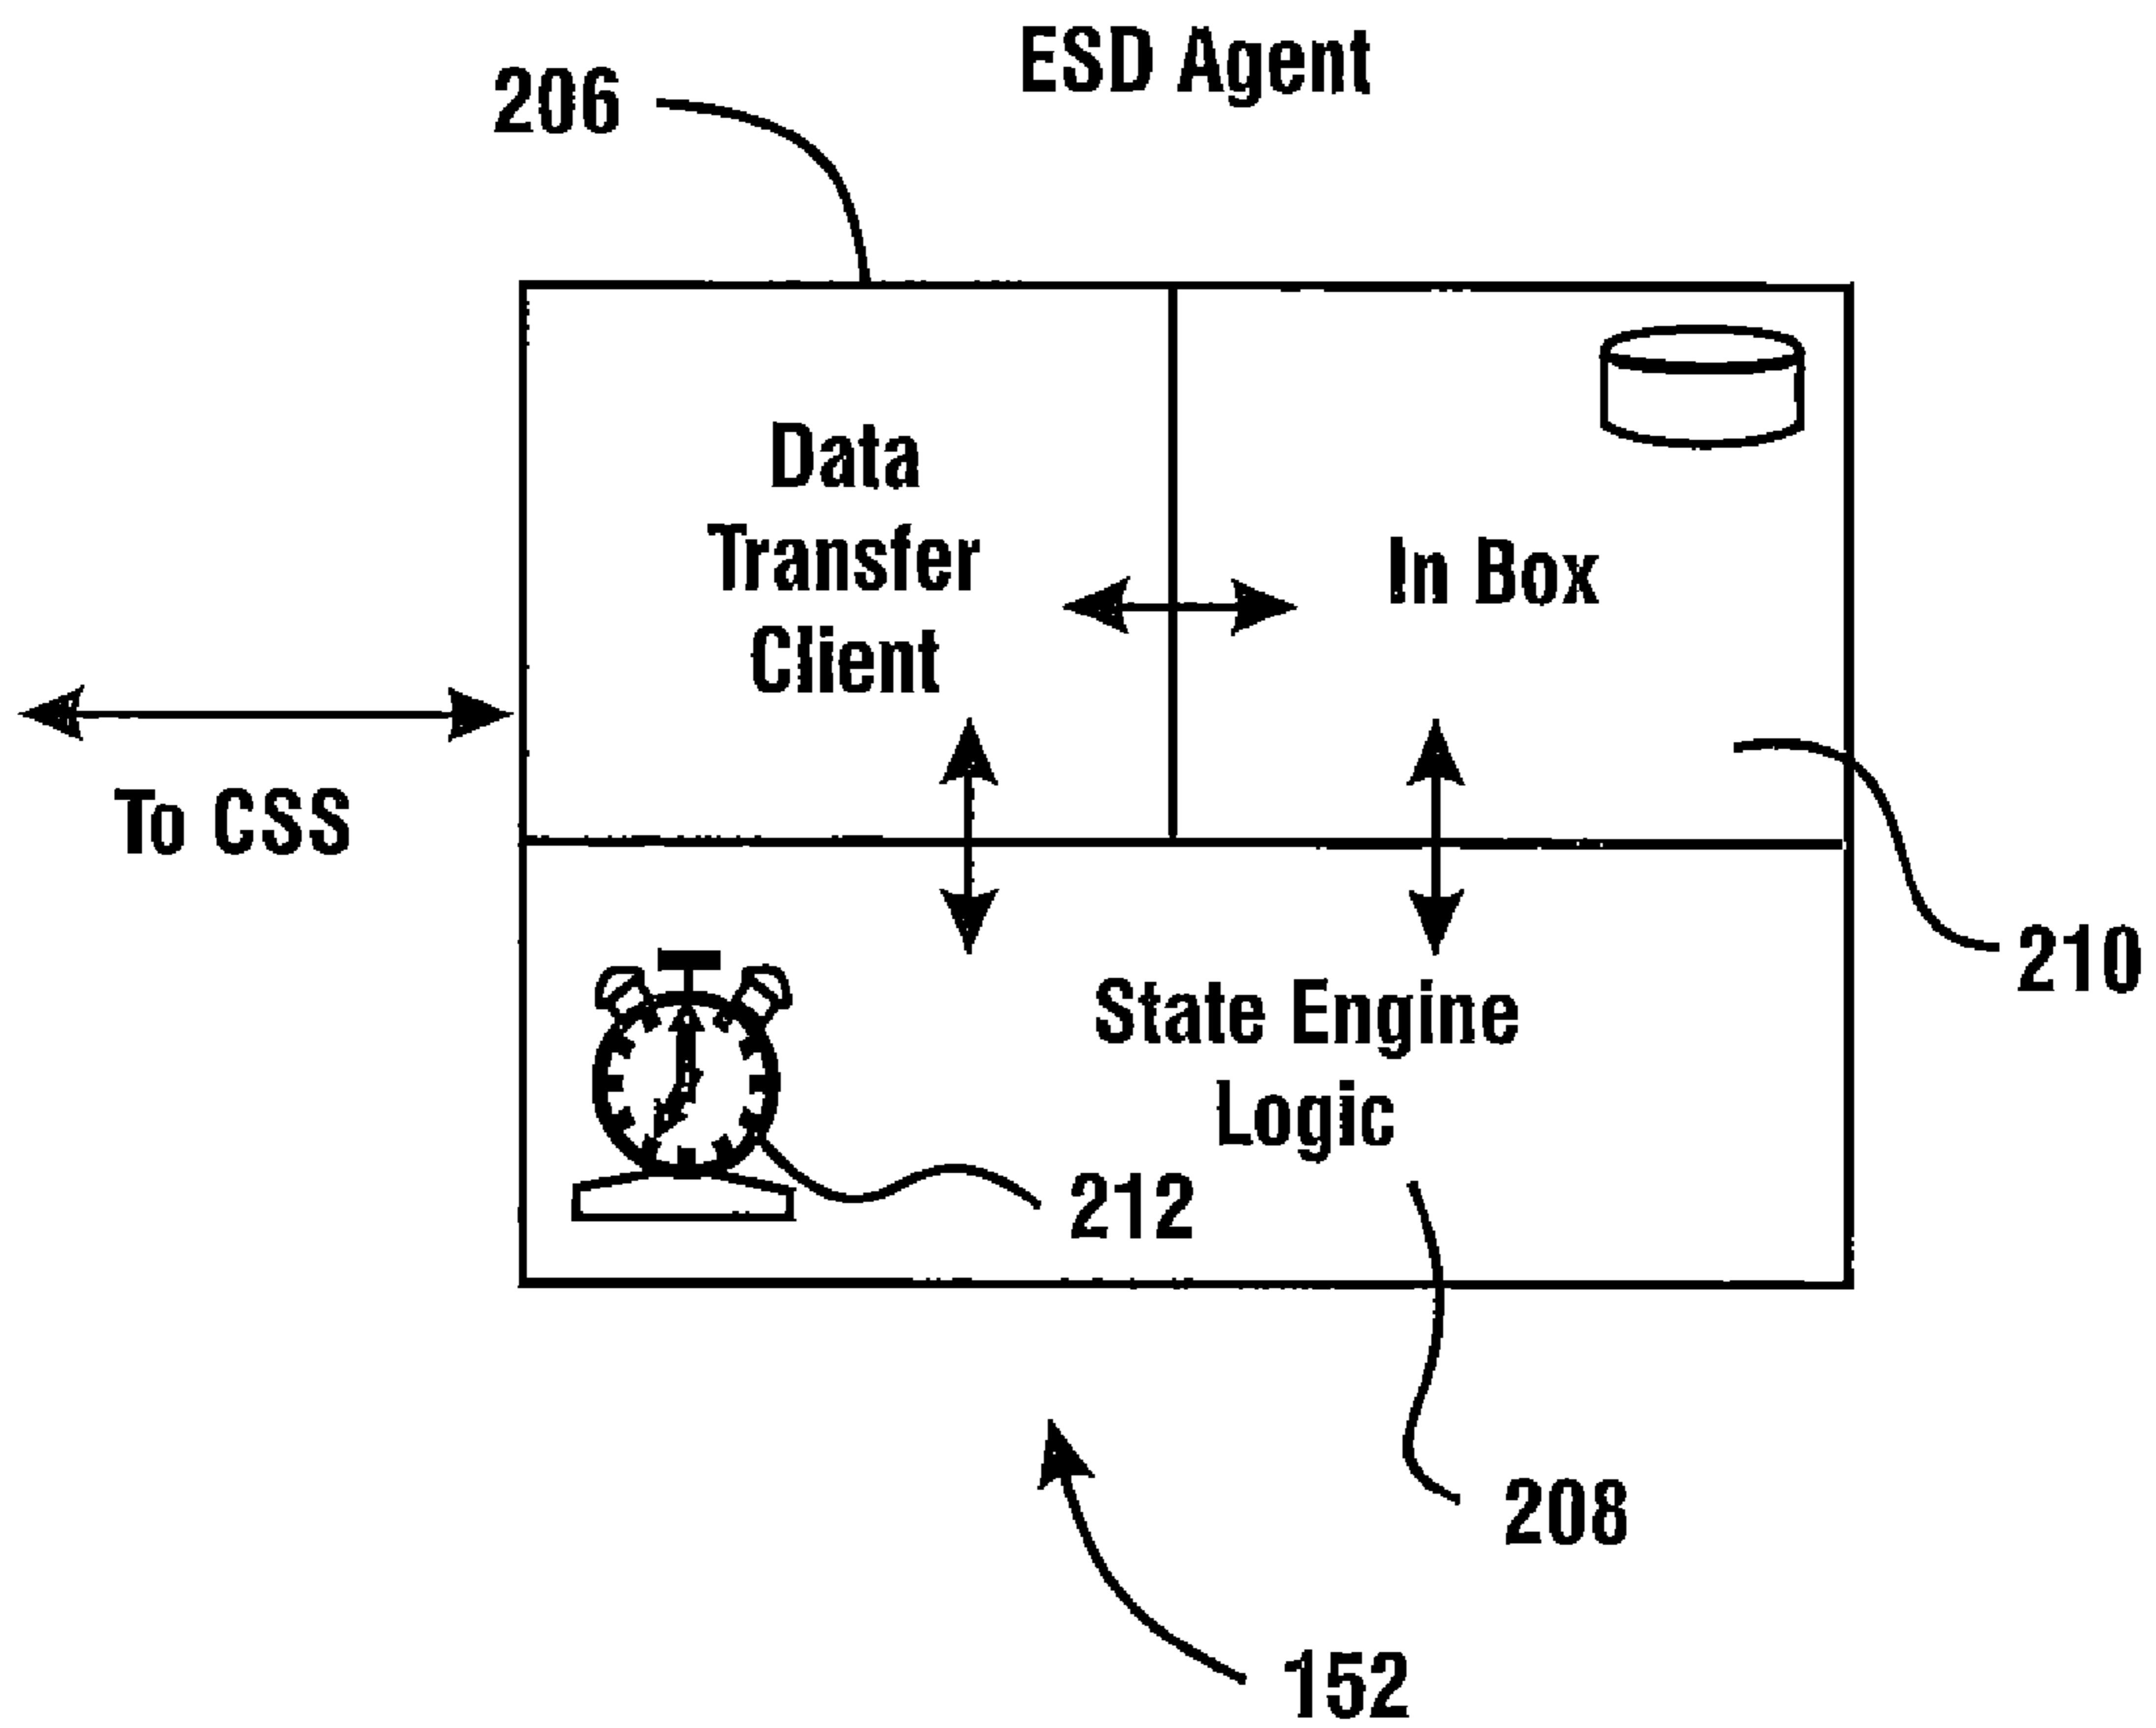 ESD Agent
206
Data
Transfer
Client
In Box
To CSS
210
State Engine
Logic
212
208
152